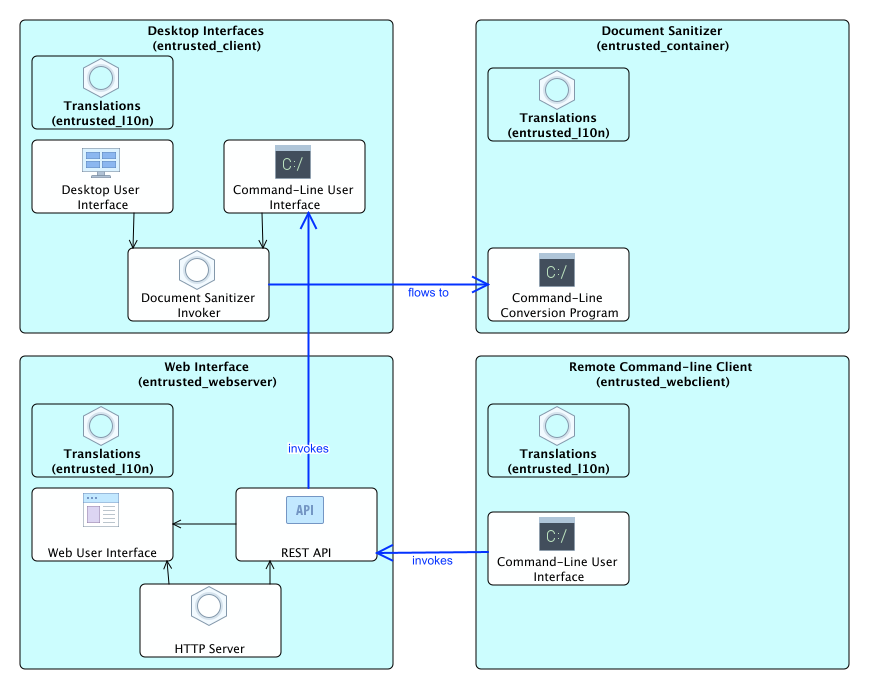 Desktop Interfaces
(entrusted_client)
Translations
(entrusted_l10n)
Desktop User
Interface
C:/
Command-Line User
Interface
Document Sanitizer
Invoker
Document Sanitizer
(entrusted_container)
Translations
(entrusted_l10n)
C:/
Command-Line
Conversion Program
flows to
Web Interface
(entrusted_webserver)
Translations
(entrusted_l10n)
invokes
Web User Interface
API
REST API
HTTP Server
Remote Command-line Client
(entrusted_webclient)
Translations
(entrusted_l10n)
C:/
Command-Line User
Interface
invokes